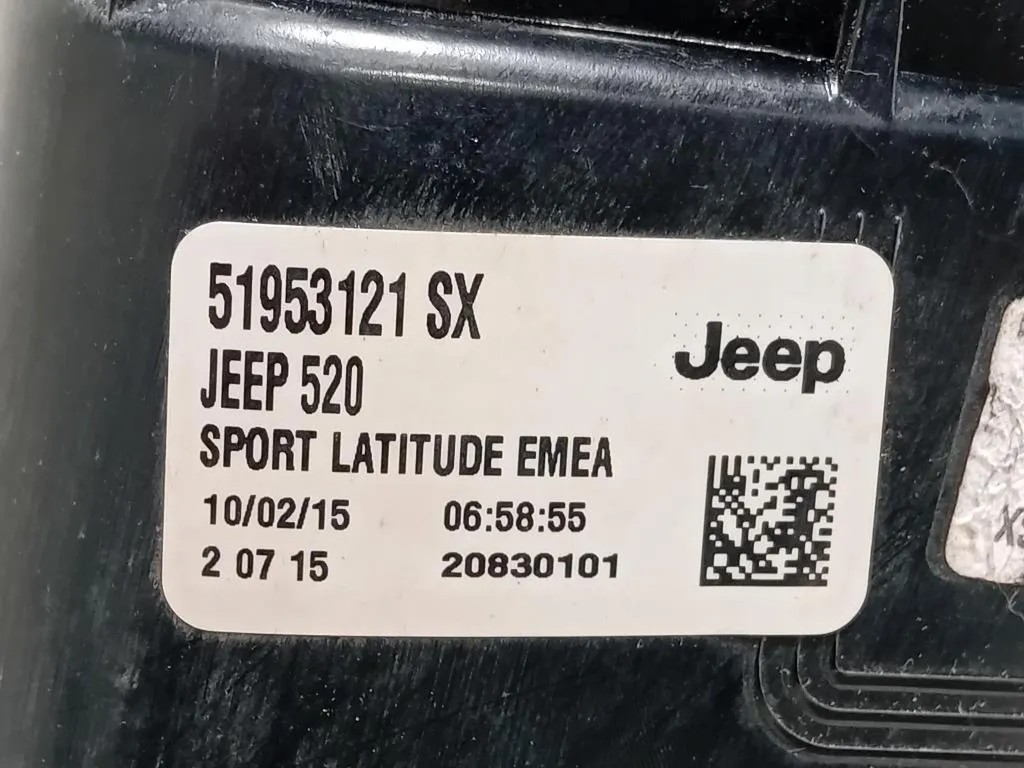 51953121 SX
JEEP 520
Jeep
SPORT LATITUDE EMEA
10/02/15 06:58:55
2 07 15 20830101